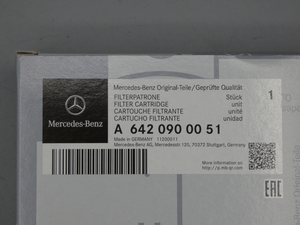 Mercedes-Benz Original-Teile/Geprüfte Qualität
FILTERPATRONE Stück
FILTER CARTRIDGE unit
CARTOUCHE FILTRANTE unité
CARTUCHO FILTRANTE unidad
1
Mercedes-Benz
A 642 090 00 51
Made in GERMANY 11290511
Mercedes-Benz AG, Mercedesstr. 120, 70372 Stuttgart, Germany
EAC